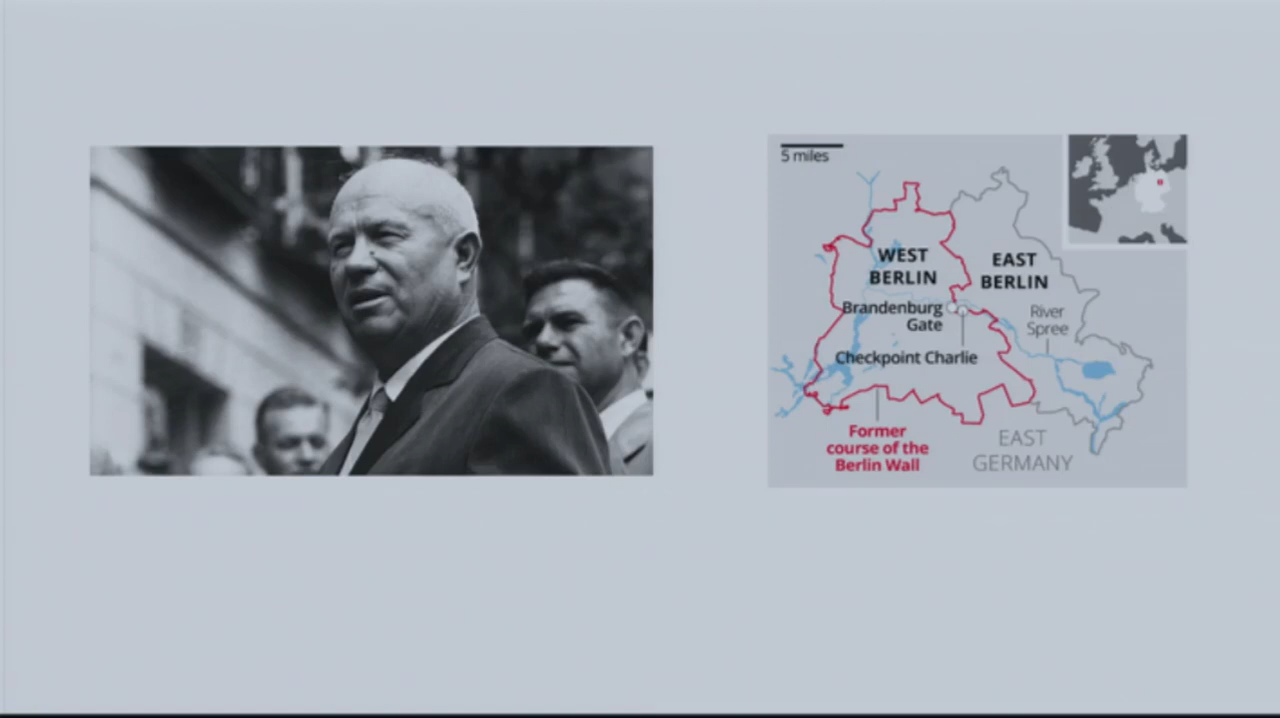 5 miles
WEST
BERLIN
EAST
BERLIN
Brandenburg
Gate
River
Spree
Checkpoint Charlie
Former
course of the
Berlin Wall
EAST
GERMANY